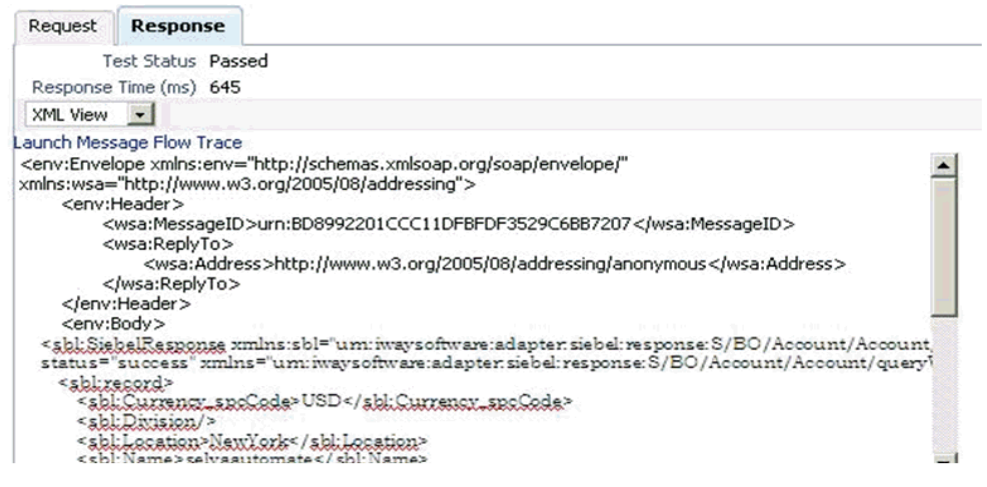 Request Response
Test Status Passed
Response Time (ms) 645
XML View
Launch Message Flow Trace
<env:Envelope xmlns:env="http://schemas.xmlsoap.org/soap/envelope/"
xmlns:wsa="http://www.w3.org/2005/08/addressing">
<env:Header>
<wsa:MessageID>urn:BD8992201CCC11DFBFDF3529C6BB7207</wsa:MessageID>
<wsa:ReplyTo>
<wsa:Address>http://www.w3.org/2005/08/addressing/anonymous</wsa:Address>
</wsa:ReplyTo>
</env:Header>
<env:Body>
<sbl:SiebelResponse xmlns:sbl="urn:iwaysoftware:adapter:siebel:response:S/BO/Account/Account/
status="success" xmlns="urn:iwaysoftware:adapter:siebel:response:S/BO/Account/Account/query
<sbl:record>
<sbl:Currency_spcCode>USD</sbl:Currency_spcCode>
<sbl:Division/>
<sbl:Location>NewYork</sbl:Location>
<sbl:Name>selvaautomate</sbl:Name>